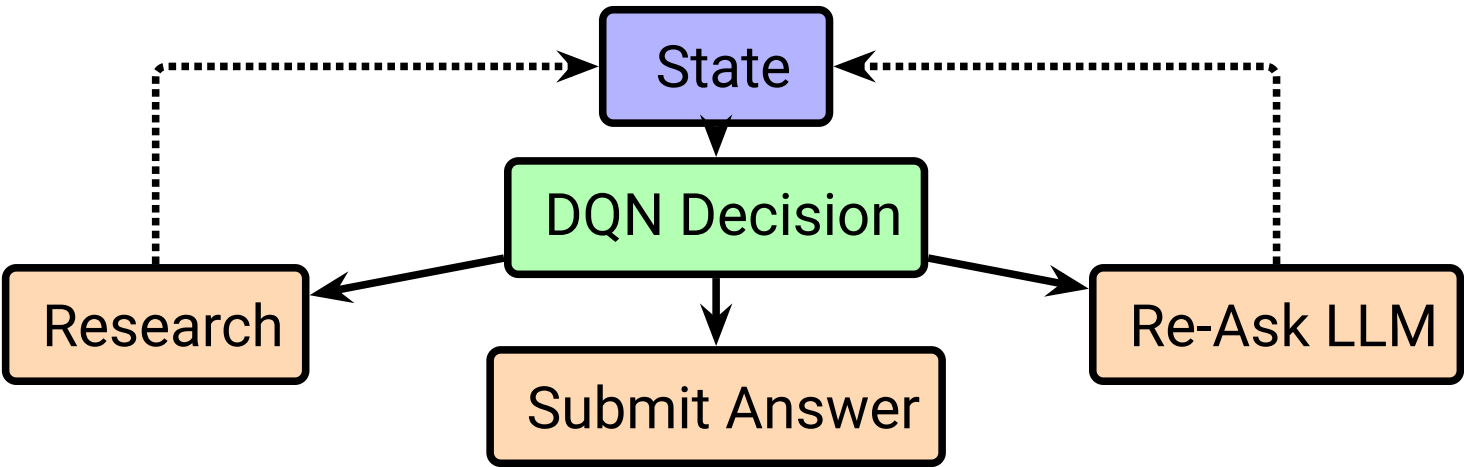 State
DQN Decision
Research
Re-Ask LLM
Submit Answer